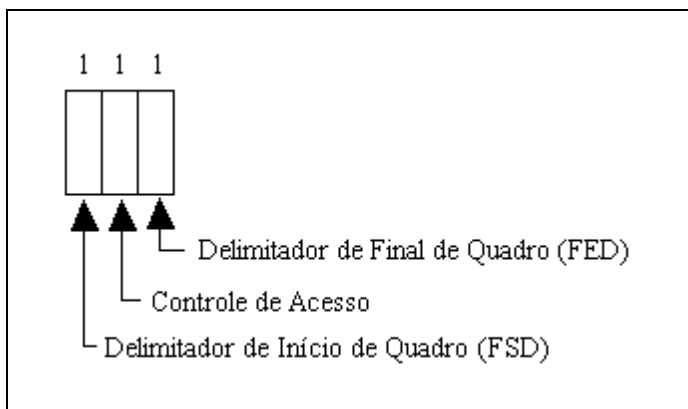 1 1 1
Delimitador de Final de Quadro (FED)
Controle de Acesso
Delimitador de Início de Quadro (FSD)